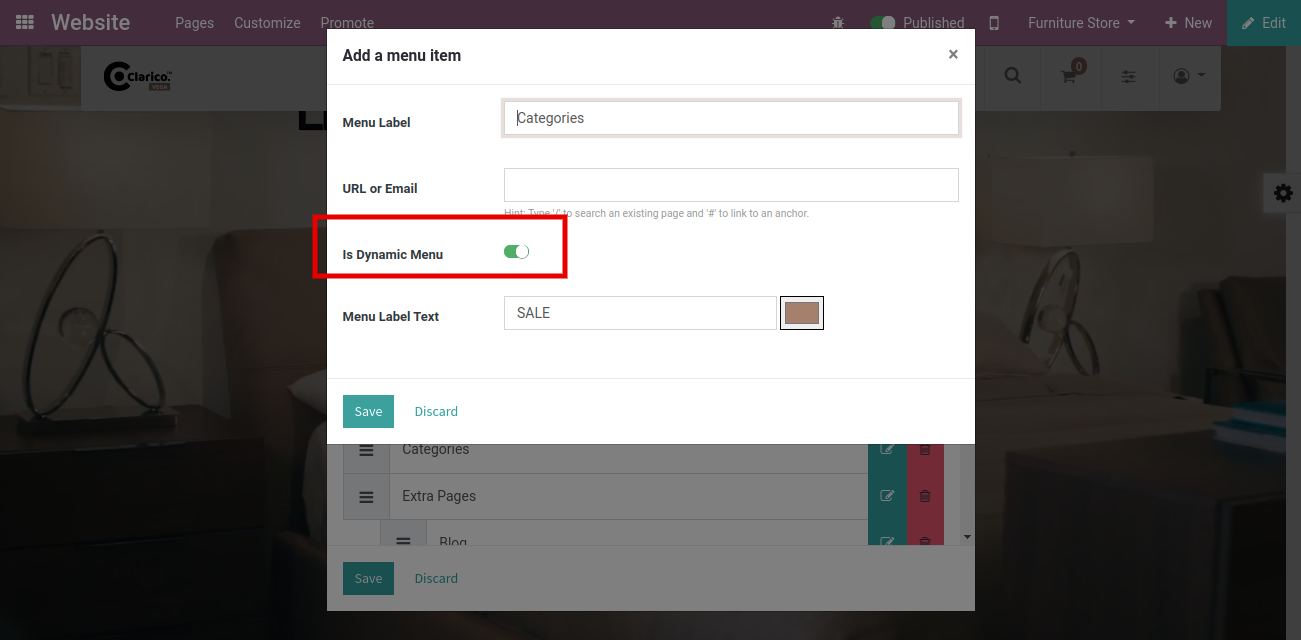 Website Pages Customize Promote Published Furniture Store New Edit
Add a menu item ×
Clarico
VEGA
0
Menu Label Categories
URL or Email
Hint: Type '/' to search an existing page and '#' to link to an anchor.
Is Dynamic Menu
Menu Label Text SALE
Save Discard
Categories
Extra Pages
Blog
Save Discard